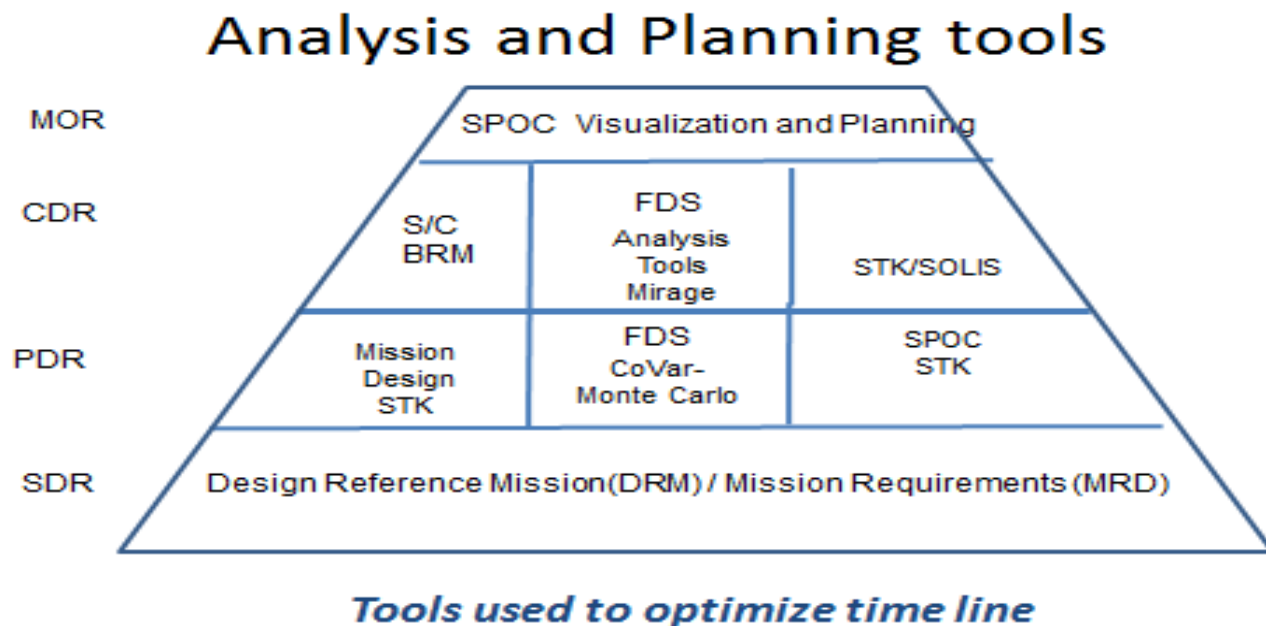 Analysis and Planning tools
MOR
SPOC Visualization and Planning
CDR
S/C
BRM
FDS
Analysis
Tools
Mirage
STK/SOLIS
PDR
Mission
Design
STK
FDS
CoVar-
Monte Carlo
SPOC
STK
SDR
Design Reference Mission(DRM) / Mission Requirements (MRD)
Tools used to optimize time line